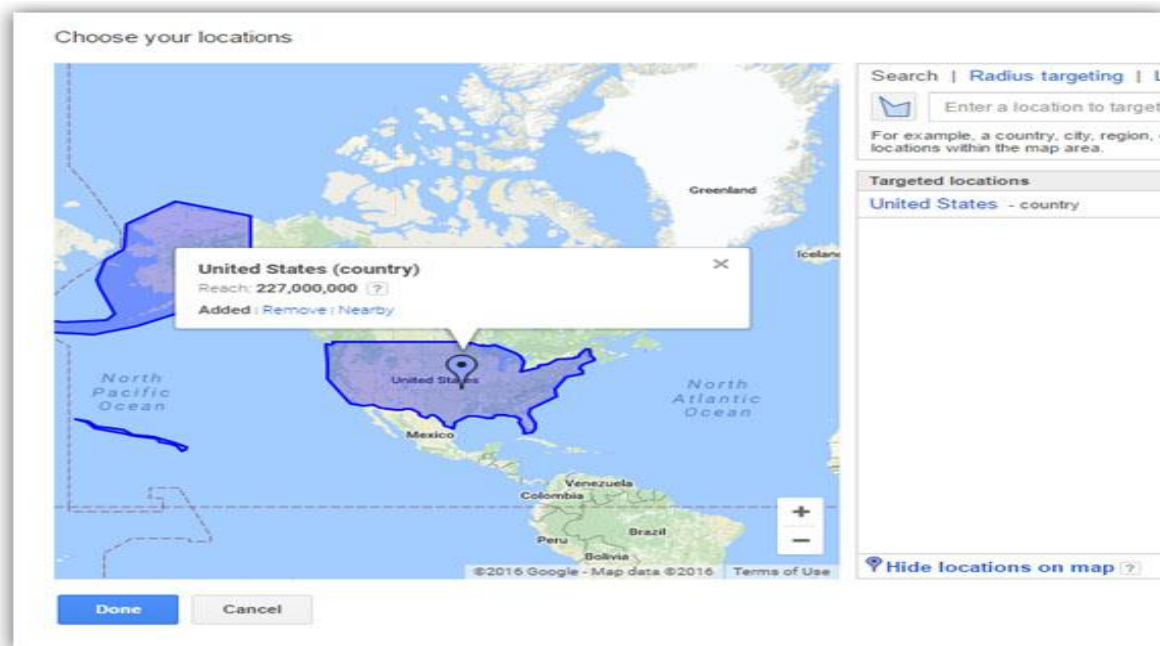 Choose your locations
Search | Radius targeting | L
Enter a location to target
For example, a country, city, region,
locations within the map area.
Targeted locations
United States - country
Greenland
Icelan
United States (country)
Reach: 227,000,000 ?
Added | Remove | Nearby
North
Pacific
Ocean
United States
North
Atlantic
Ocean
Mexico
Venezuela
Colombia
Brazil
Peru
Bolivia
©2016 Google - Map data ©2016 Terms of Use
Hide locations on map ?
Done Cancel